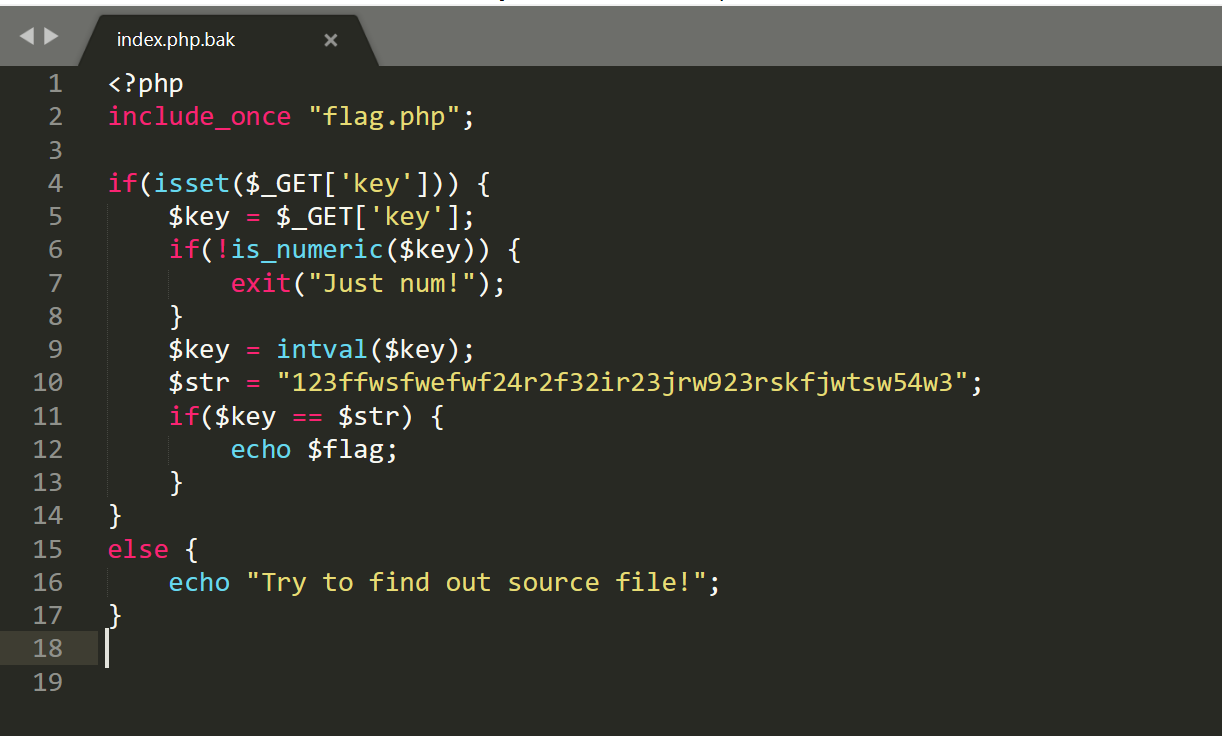 index.php.bak ×
1 <?php
2 include_once "flag.php";
3
4 if(isset($_GET['key'])) {
5     $key = $_GET['key'];
6     if(!is_numeric($key)) {
7         exit("Just num!");
8     }
9     $key = intval($key);
10     $str = "123ffwsfwefwf24r2f32ir23jrw923rskfjwtsw54w3";
11     if($key == $str) {
12         echo $flag;
13     }
14 }
15 else {
16     echo "Try to find out source file!";
17 }
18
19